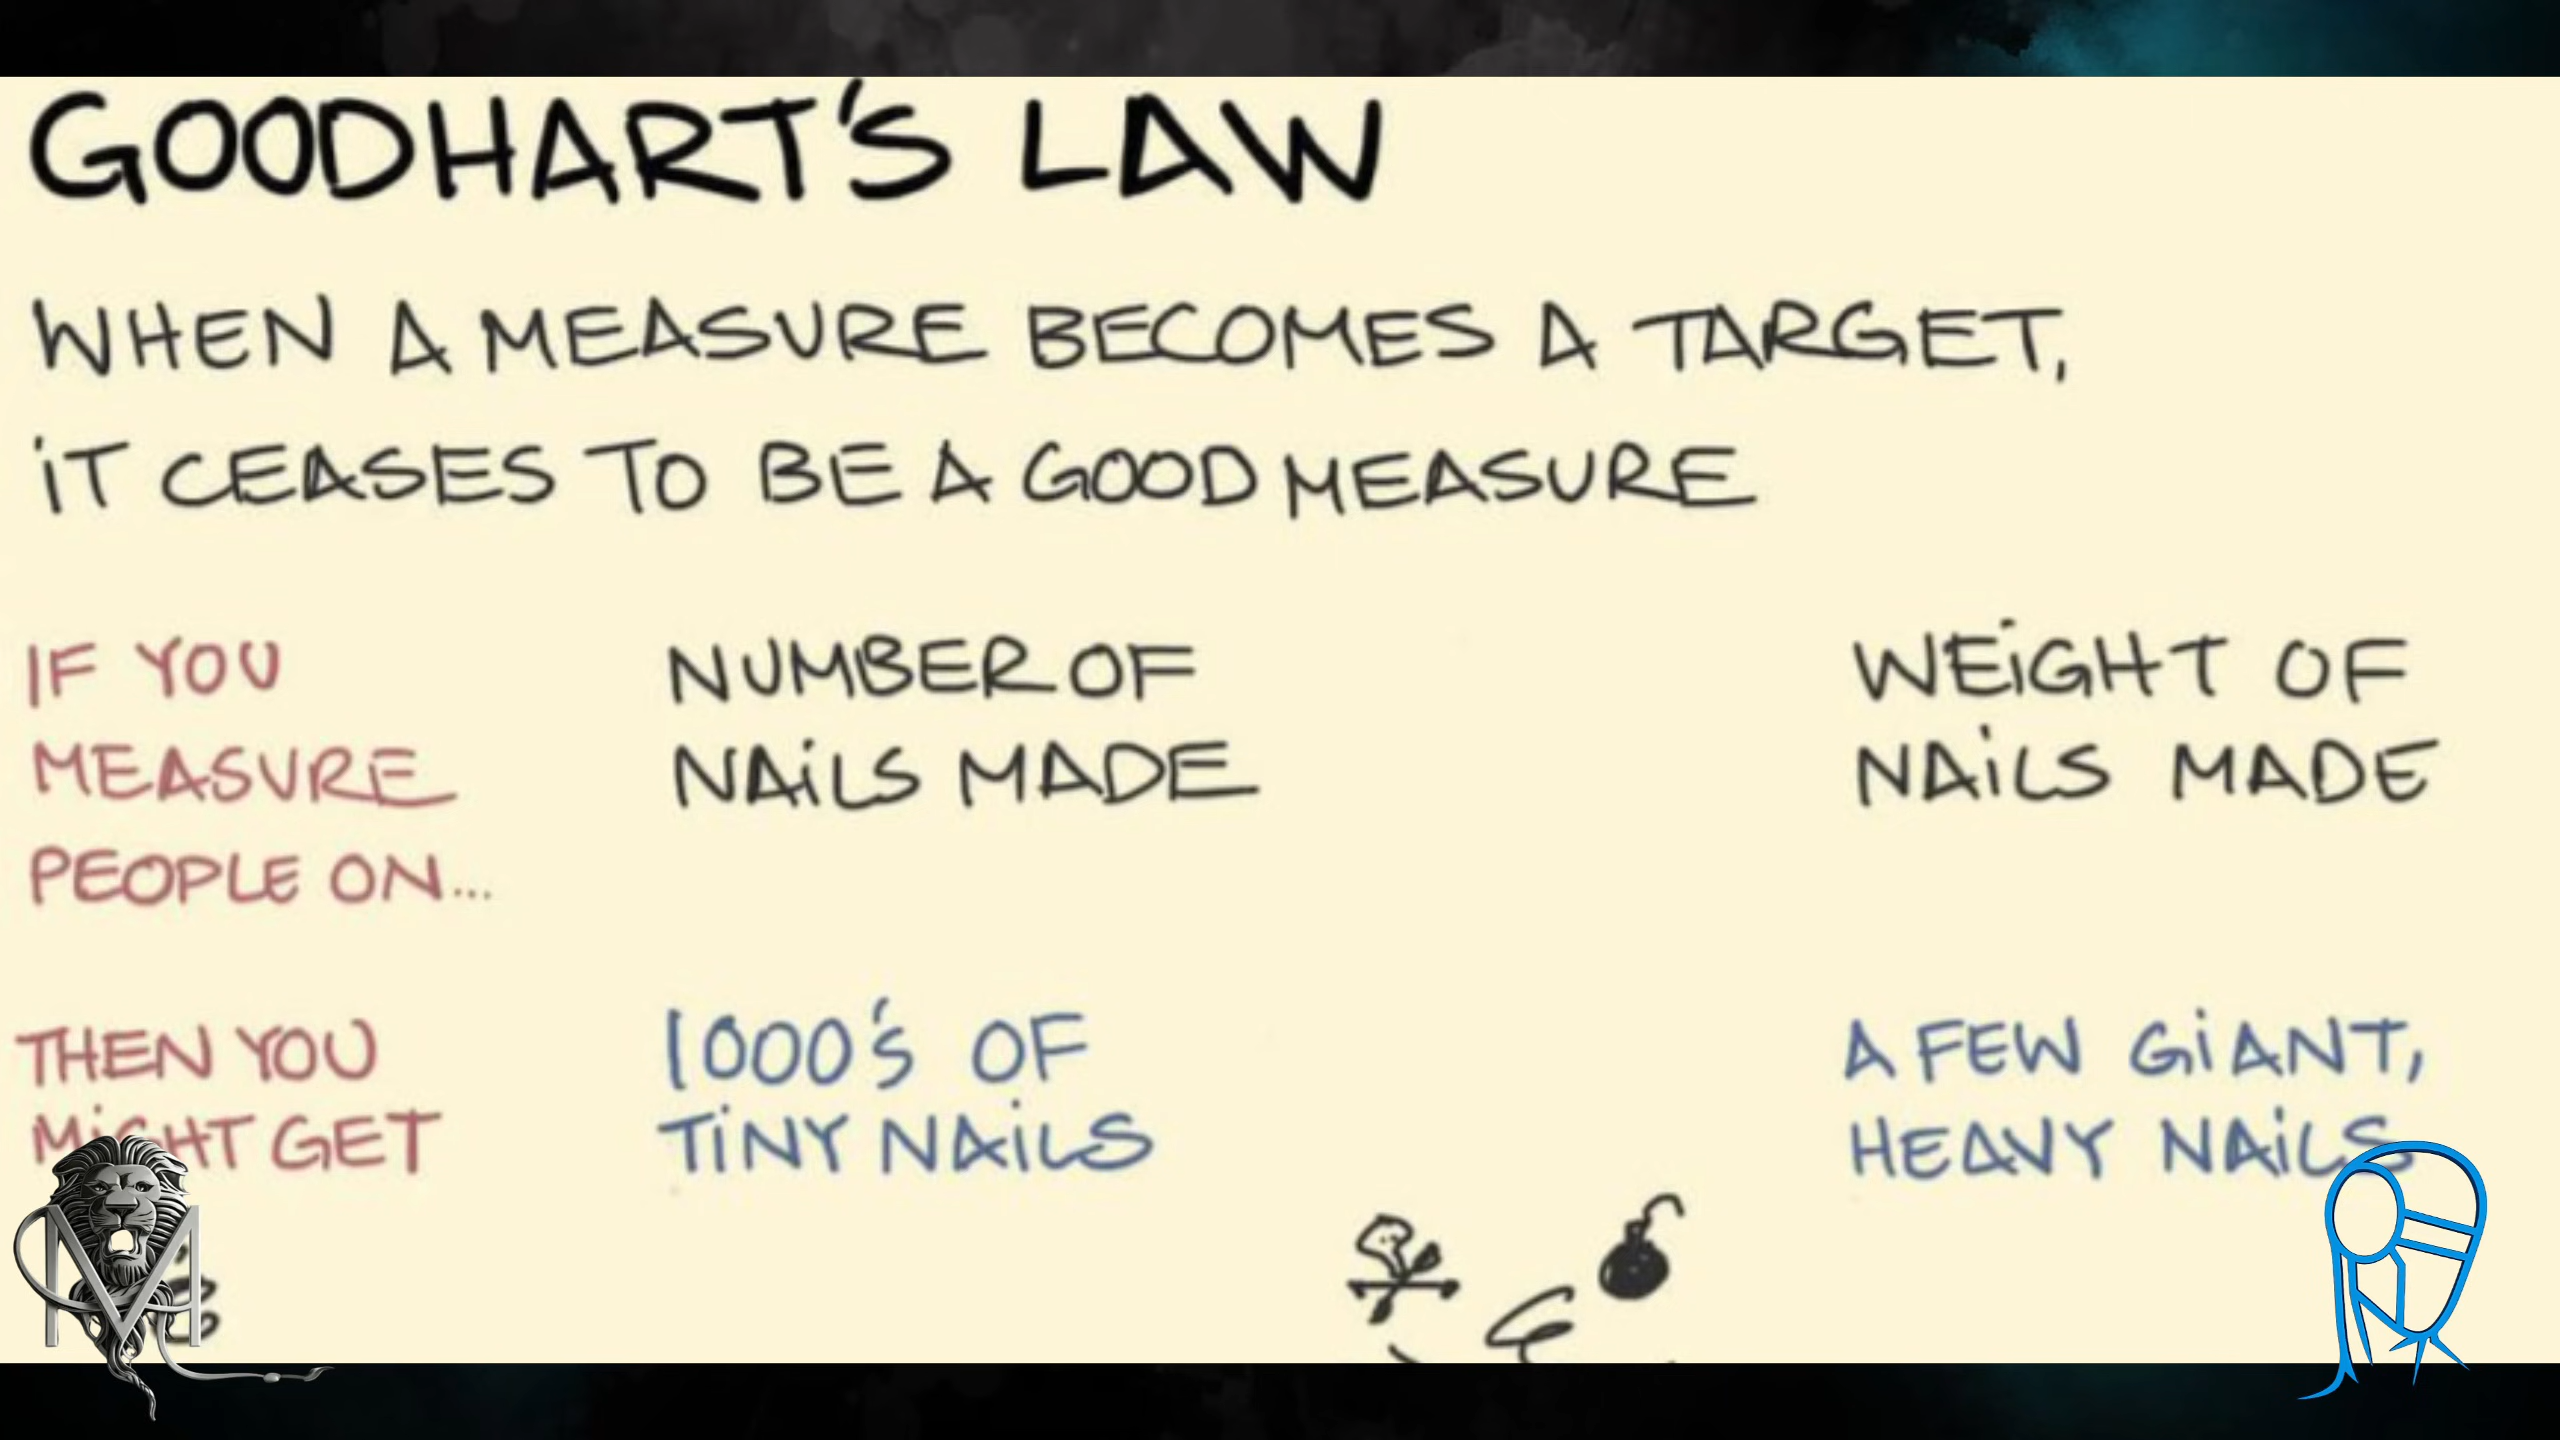 GOODHART'S LAW
WHEN A MEASURE BECOMES A TARGET,
IT CEASES TO BE A GOOD MEASURE
IF YOU
MEASURE
PEOPLE ON...
NUMBER OF
NAILS MADE
WEIGHT OF
NAILS MADE
THEN YOU
MIGHT GET
1000'S OF
TINY NAILS
A FEW GIANT,
HEAVY NAILS
M